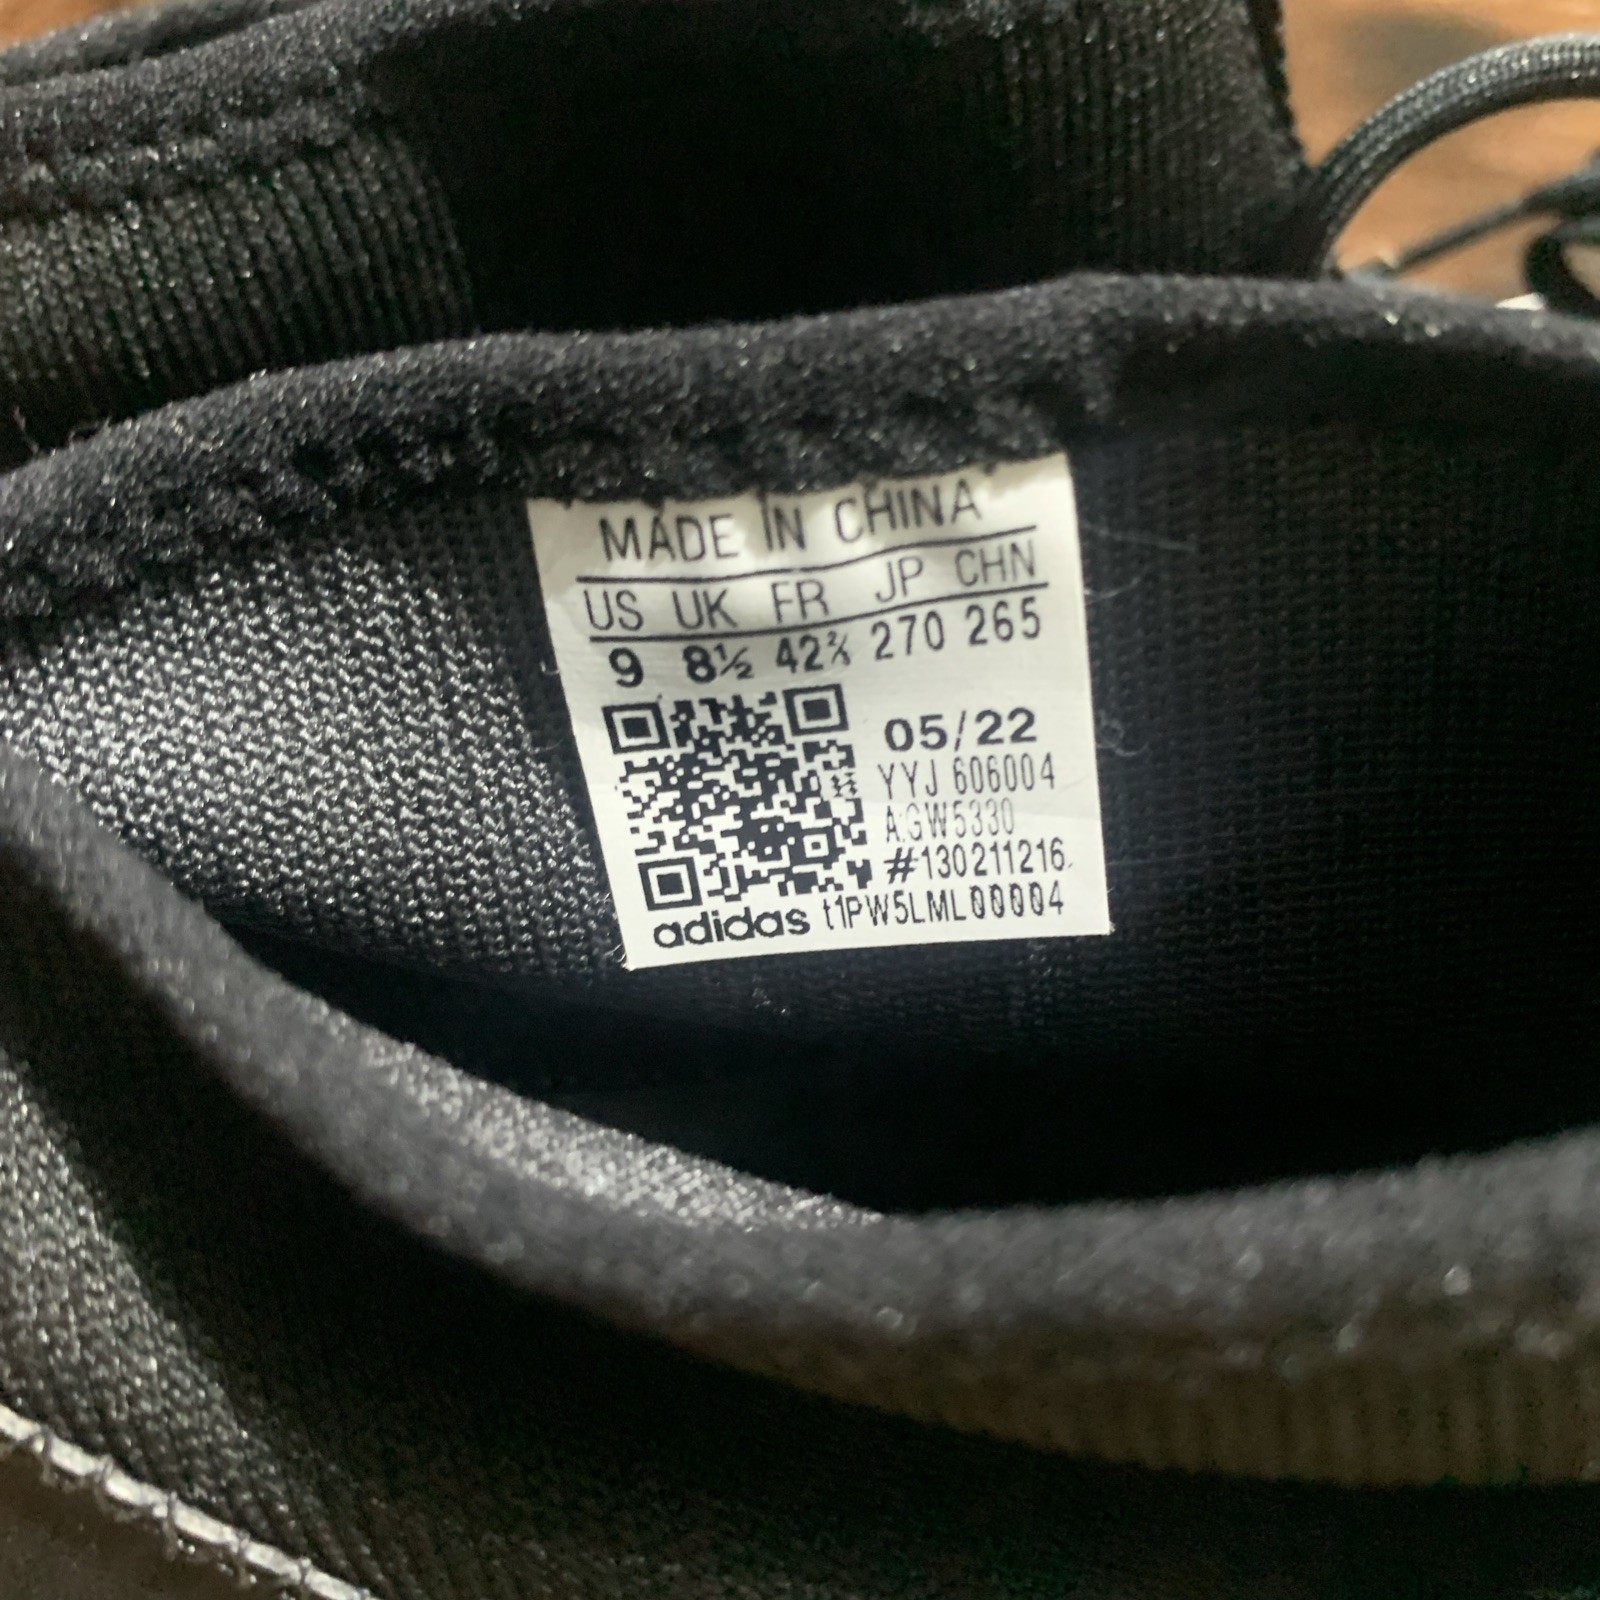 MADE IN CHINA
US UK FR JP CHN
9 8½ 42⅔ 270 265
05/22
YYJ 606004
A:GW5330
#130211216
adidas t1PW5LML00004